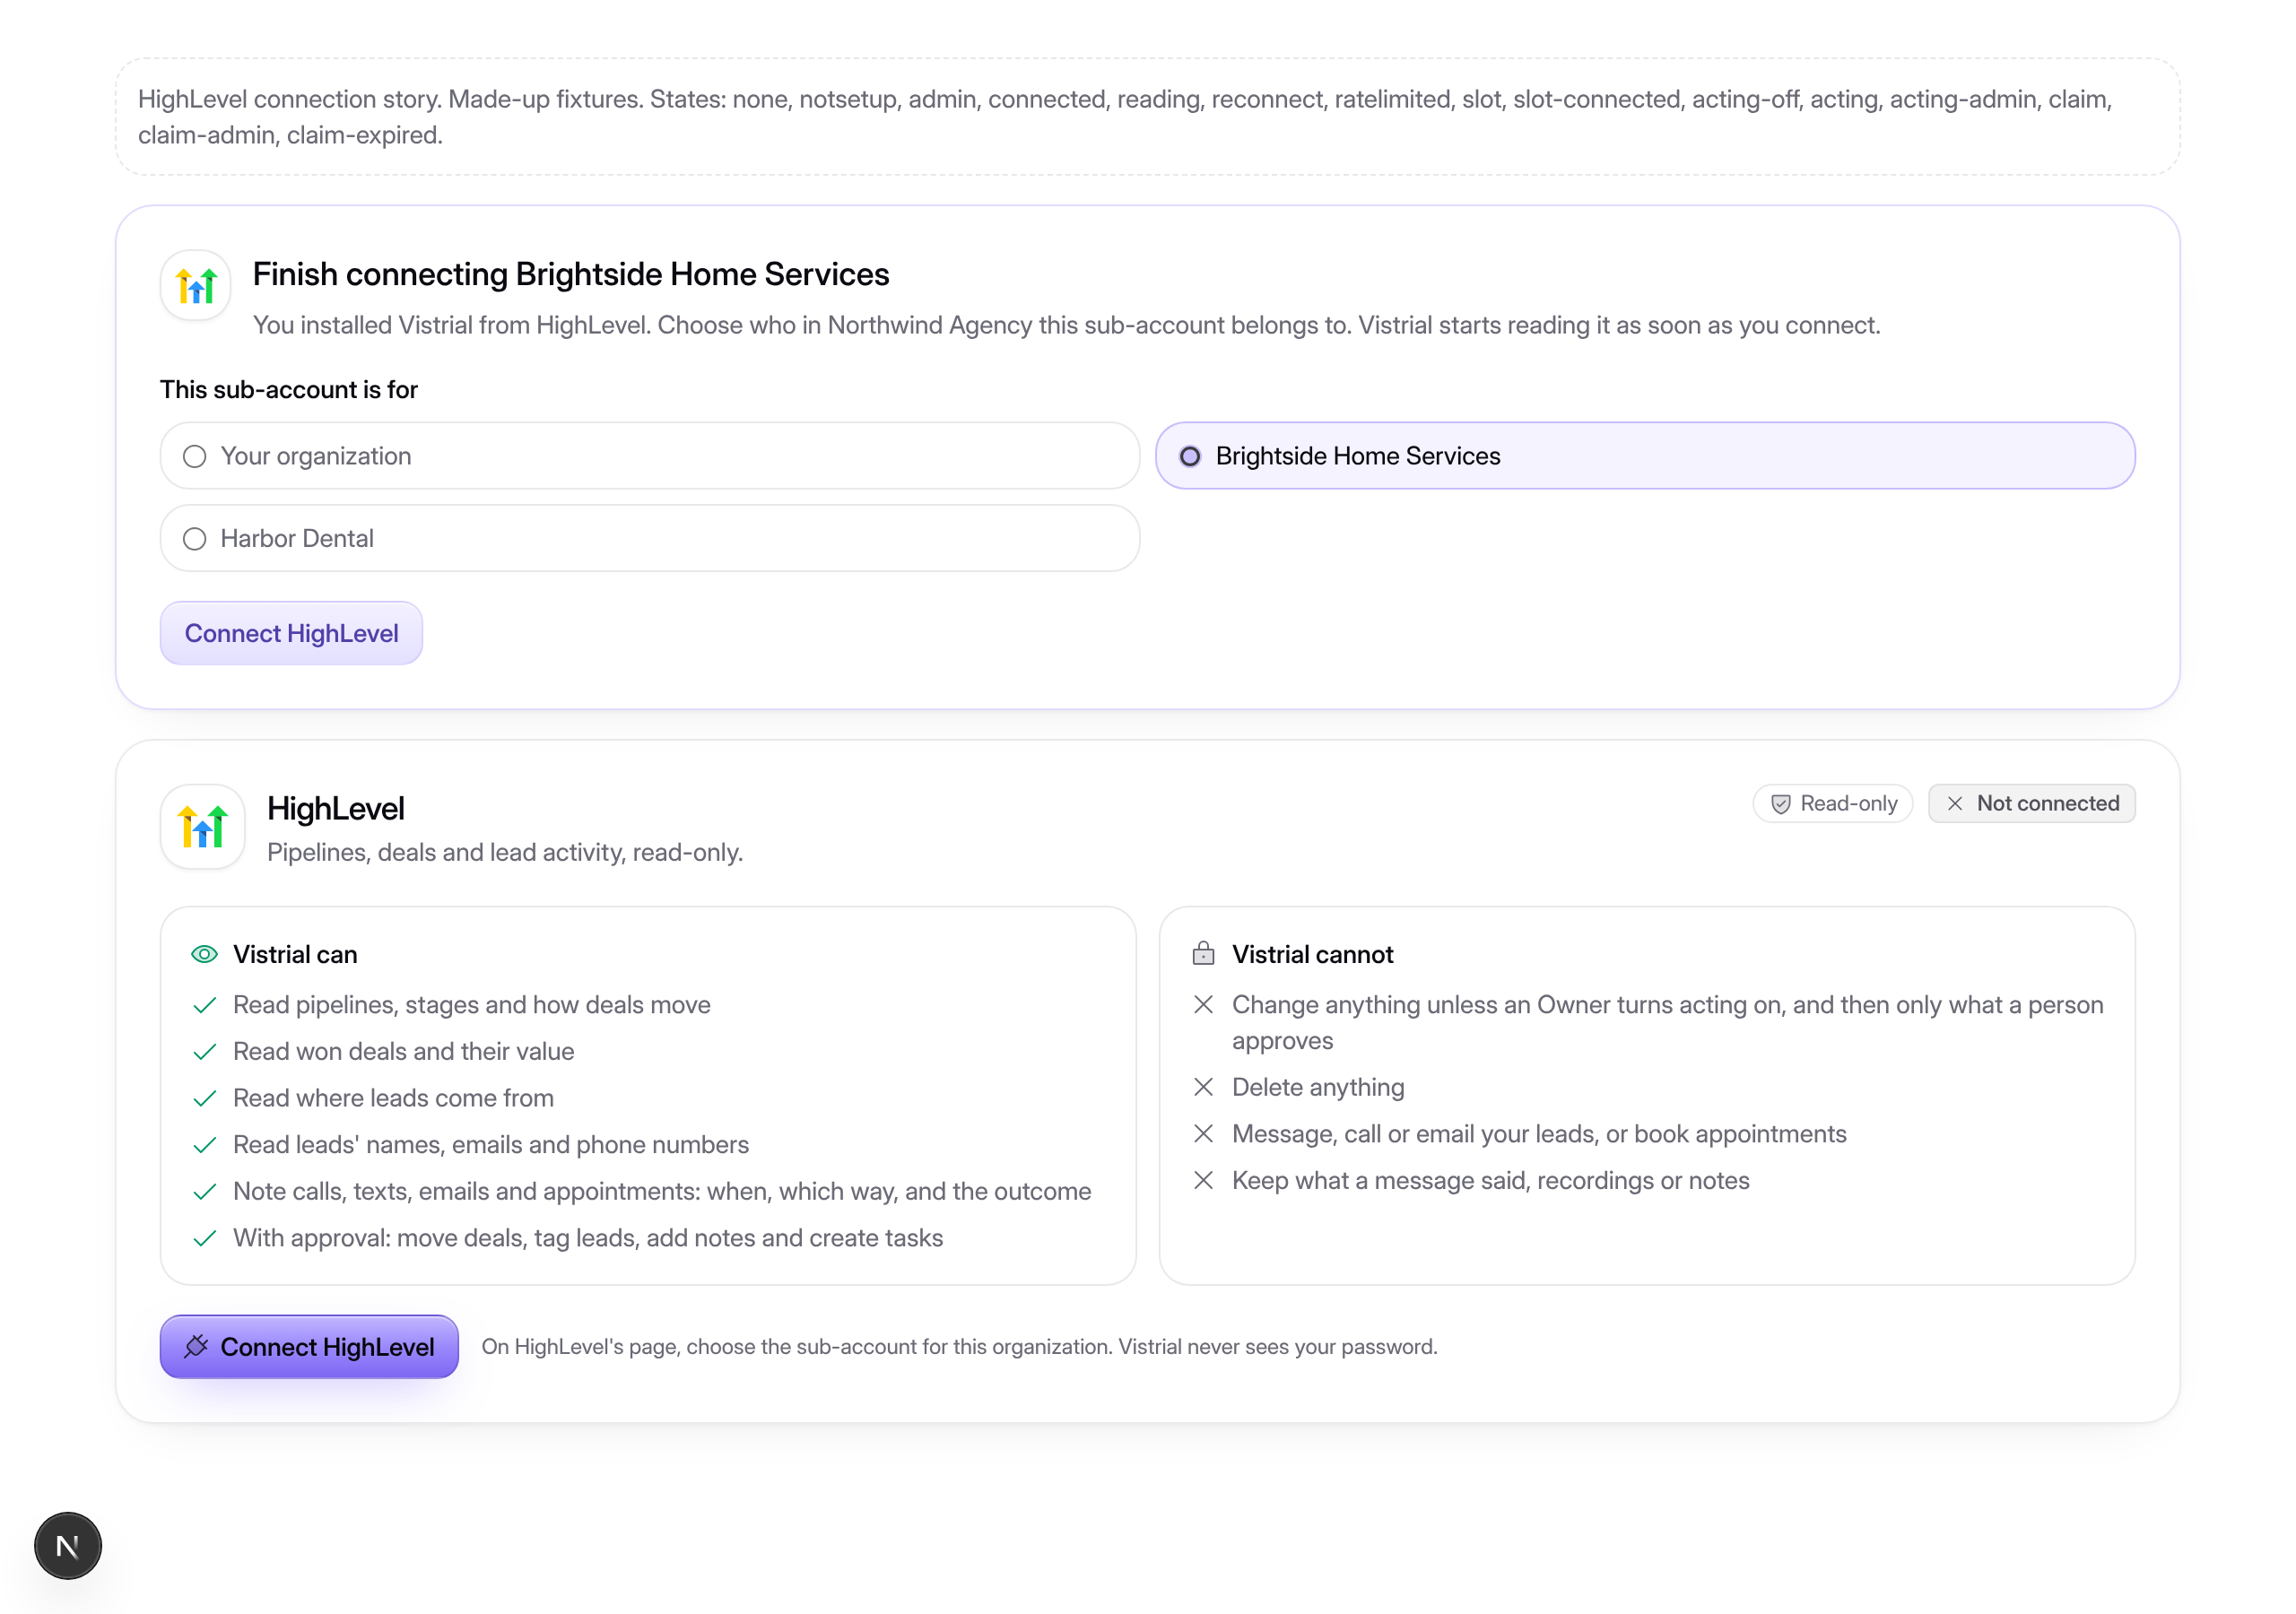 HighLevel connection story. Made-up fixtures. States: none, notsetup, admin, connected, reading, reconnect, ratelimited, slot, slot-connected, acting-off, acting, acting-admin, claim,
claim-admin, claim-expired.
Finish connecting Brightside Home Services
You installed Vistrial from HighLevel. Choose who in Northwind Agency this sub-account belongs to. Vistrial starts reading it as soon as you connect.
This sub-account is for
Your organization
Brightside Home Services
Harbor Dental
Connect HighLevel
HighLevel
Pipelines, deals and lead activity, read-only.
Read-only
Not connected
Vistrial can
Read pipelines, stages and how deals move
Read won deals and their value
Read where leads come from
Read leads' names, emails and phone numbers
Note calls, texts, emails and appointments: when, which way, and the outcome
With approval: move deals, tag leads, add notes and create tasks
Vistrial cannot
Change anything unless an Owner turns acting on, and then only what a person
approves
Delete anything
Message, call or email your leads, or book appointments
Keep what a message said, recordings or notes
Connect HighLevel
On HighLevel's page, choose the sub-account for this organization. Vistrial never sees your password.
N